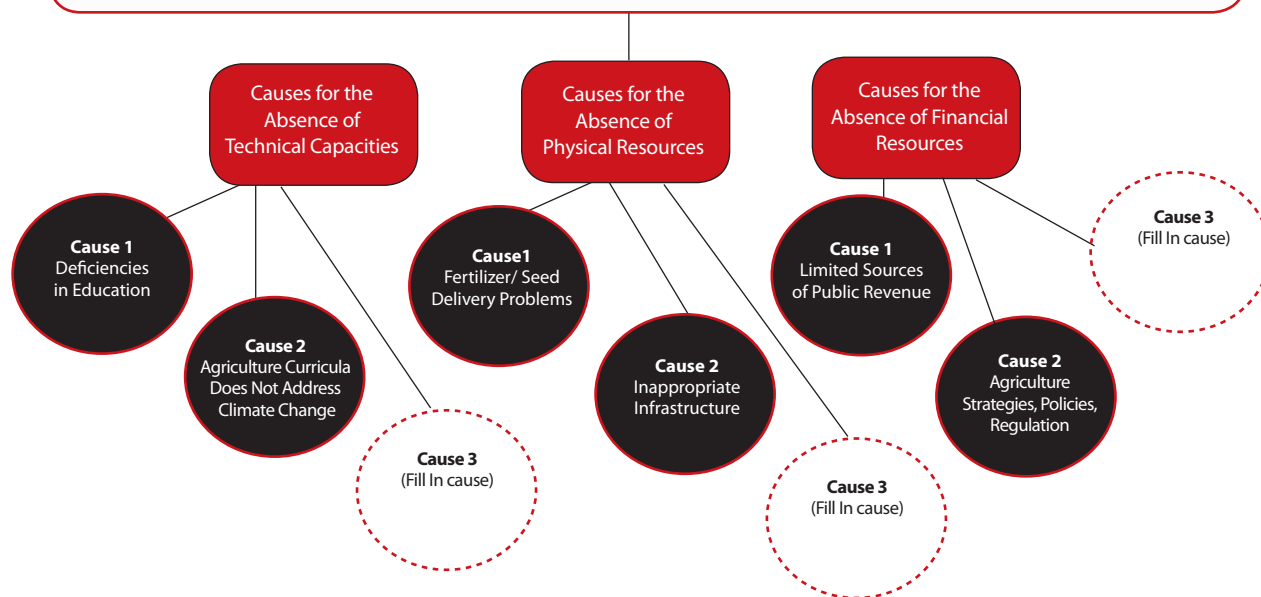 Causes for the
Absence of
Technical Capacities
Causes for the
Absence of
Physical Resources
Causes for the
Absence of Financial
Resources
Cause 1
Deficiencies
in Education
Cause 2
Agriculture Curricula
Does Not Address
Climate Change
Cause 3
(Fill In cause)
Cause1
Fertilizer/ Seed
Delivery Problems
Cause 2
Inappropriate
Infrastructure
Cause 3
(Fill In cause)
Cause 1
Limited Sources
of Public Revenue
Cause 2
Agriculture
Strategies, Policies,
Regulation
Cause 3
(Fill In cause)